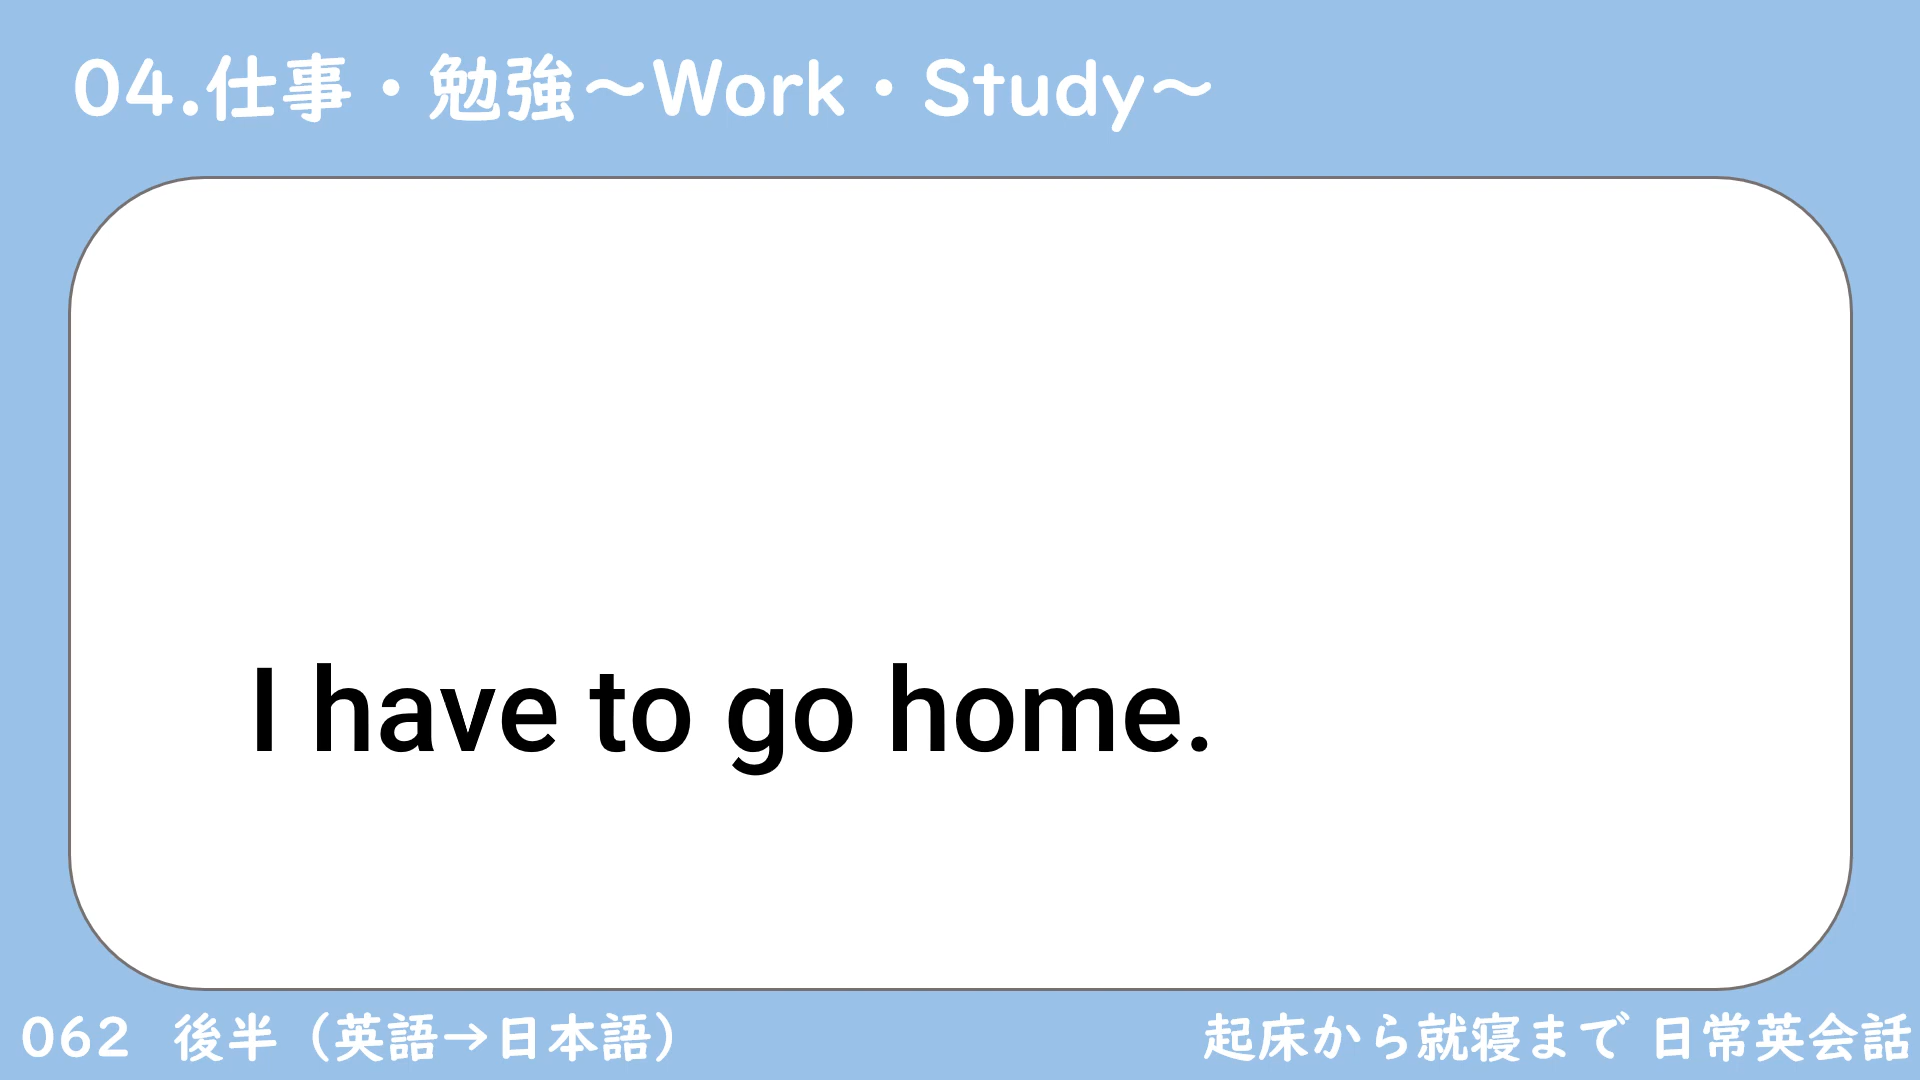 04.仕事・勉強～Work・Study～
I have to go home.
062 後半（英語→日本語）
起床から就寝まで 日常英会話